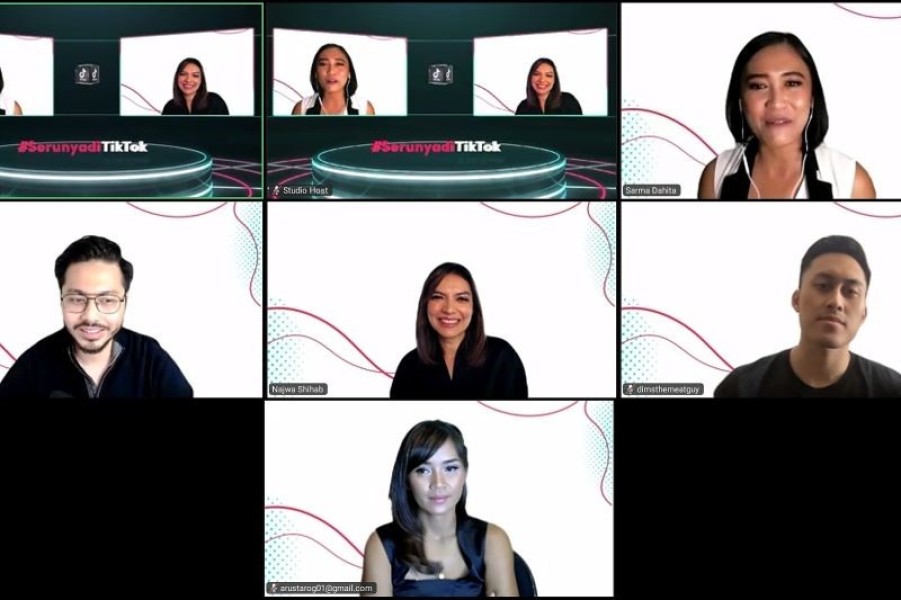 #SerunyadiTikTok
#SerunyadiTikTok
Studio Host
Sarma Dahita
Najwa Shihab
dimsthemeatguy
arustarog01@gmail.com